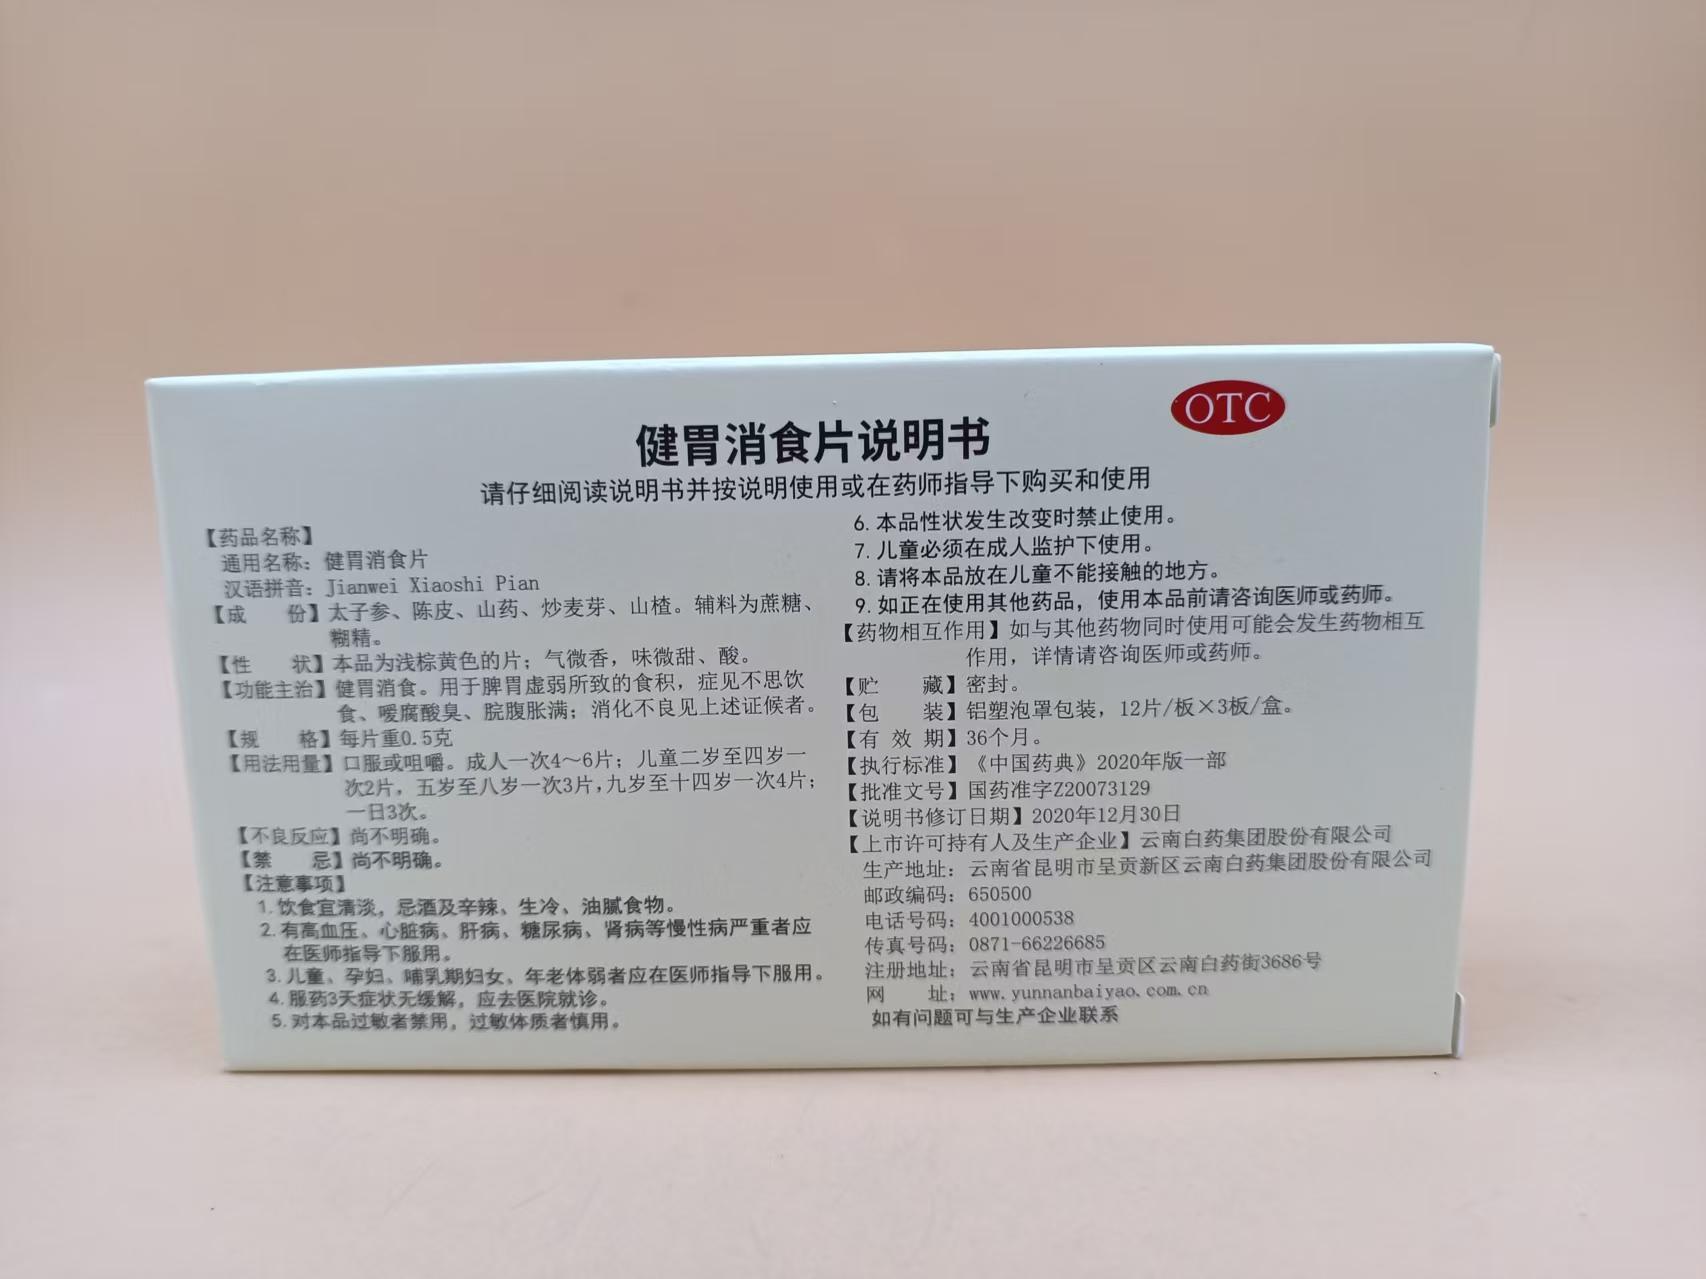 OTC
健胃消食片说明书
请仔细阅读说明书并按说明使用或在药师指导下购买和使用
【药品名称】
通用名称：健胃消食片
汉语拼音：Jianwei Xiaoshi Pian
【成　　份】太子参、陈皮、山药、炒麦芽、山楂。辅料为蔗糖、
糊精。
【性　　状】本品为浅棕黄色的片；气微香，味微甜、酸。
【功能主治】健胃消食。用于脾胃虚弱所致的食积，症见不思饮
食、嗳腐酸臭、脘腹胀满；消化不良见上述证候者。
【规　　格】每片重0.5克
【用法用量】口服或咀嚼。成人一次4～6片；儿童二岁至四岁一
次2片，五岁至八岁一次3片，九岁至十四岁一次4片；
一日3次。
【不良反应】尚不明确。
【禁　　忌】尚不明确。
【注意事项】
1.饮食宜清淡，忌酒及辛辣、生冷、油腻食物。
2.有高血压、心脏病、肝病、糖尿病、肾病等慢性病严重者应
在医师指导下服用。
3.儿童、孕妇、哺乳期妇女、年老体弱者应在医师指导下服用。
4.服药3天症状无缓解，应去医院就诊。
5.对本品过敏者禁用，过敏体质者慎用。
6.本品性状发生改变时禁止使用。
7.儿童必须在成人监护下使用。
8.请将本品放在儿童不能接触的地方。
9.如正在使用其他药品，使用本品前请咨询医师或药师。
【药物相互作用】如与其他药物同时使用可能会发生药物相互
作用，详情请咨询医师或药师。
【贮　　藏】密封。
【包　　装】铝塑泡罩包装，12片/板×3板/盒。
【有 效 期】36个月。
【执行标准】《中国药典》2020年版一部
【批准文号】国药准字Z20073129
【说明书修订日期】2020年12月30日
【上市许可持有人及生产企业】云南白药集团股份有限公司
生产地址：云南省昆明市呈贡新区云南白药集团股份有限公司
邮政编码：650500
电话号码：4001000538
传真号码：0871-66226685
注册地址：云南省昆明市呈贡区云南白药街3686号
网　　址：www.yunnanbaiyao.com.cn
如有问题可与生产企业联系